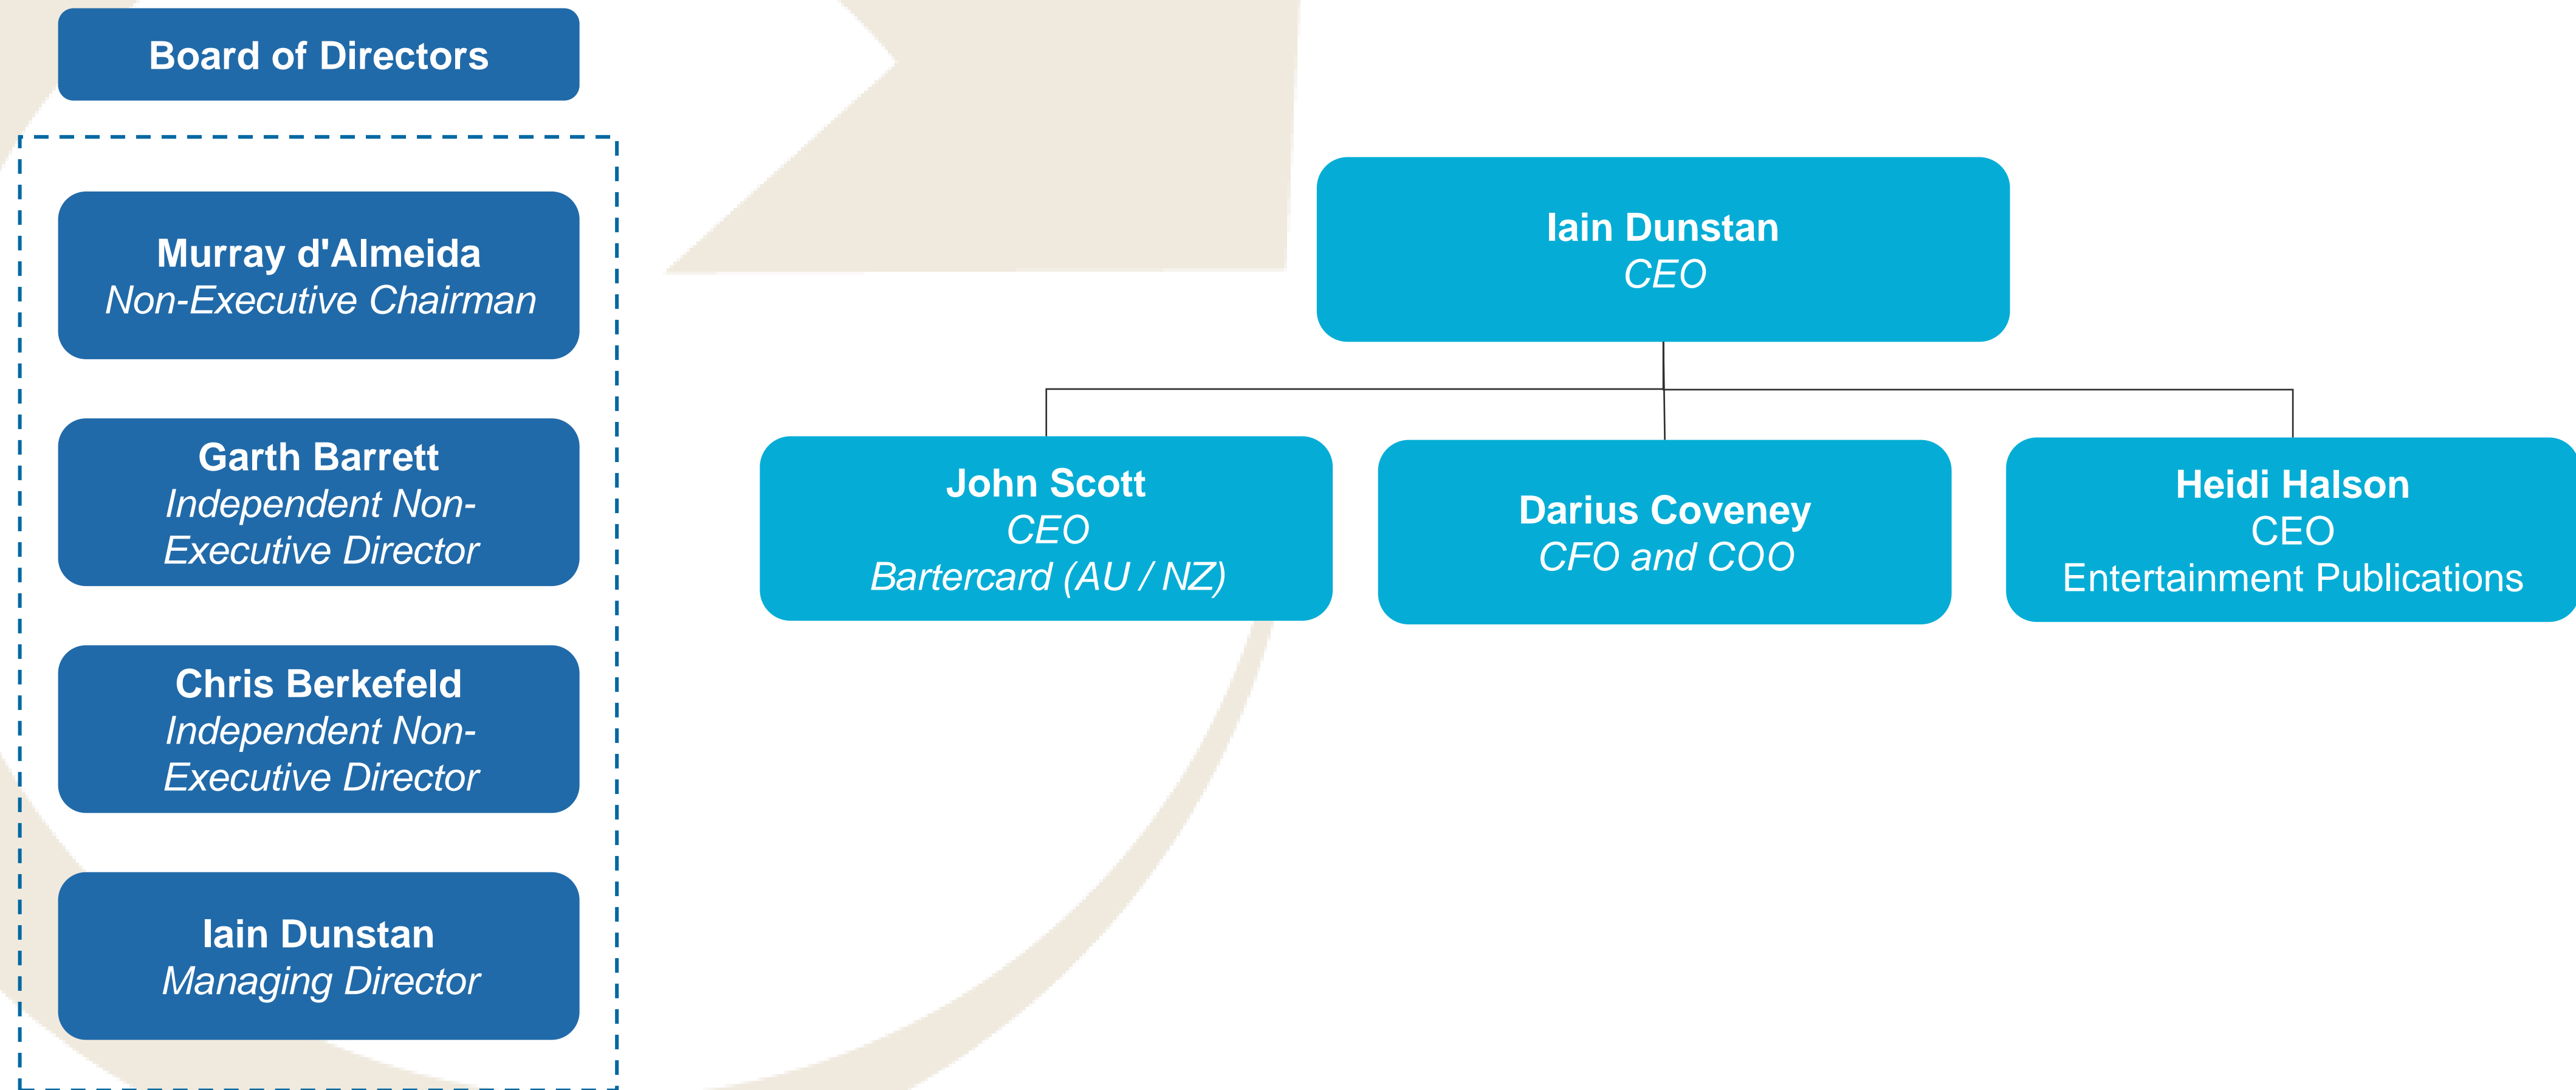 Board of Directors
Murray d'Almeida
Non-Executive Chairman
Garth Barrett
Independent Non-
Executive Director
Chris Berkefeld
Independent Non-
Executive Director
Iain Dunstan
Managing Director
Iain Dunstan
CEO
John Scott
CEO
Bartercard (AU / NZ)
Darius Coveney
CFO and COO
Heidi Halson
CEO
Entertainment Publications